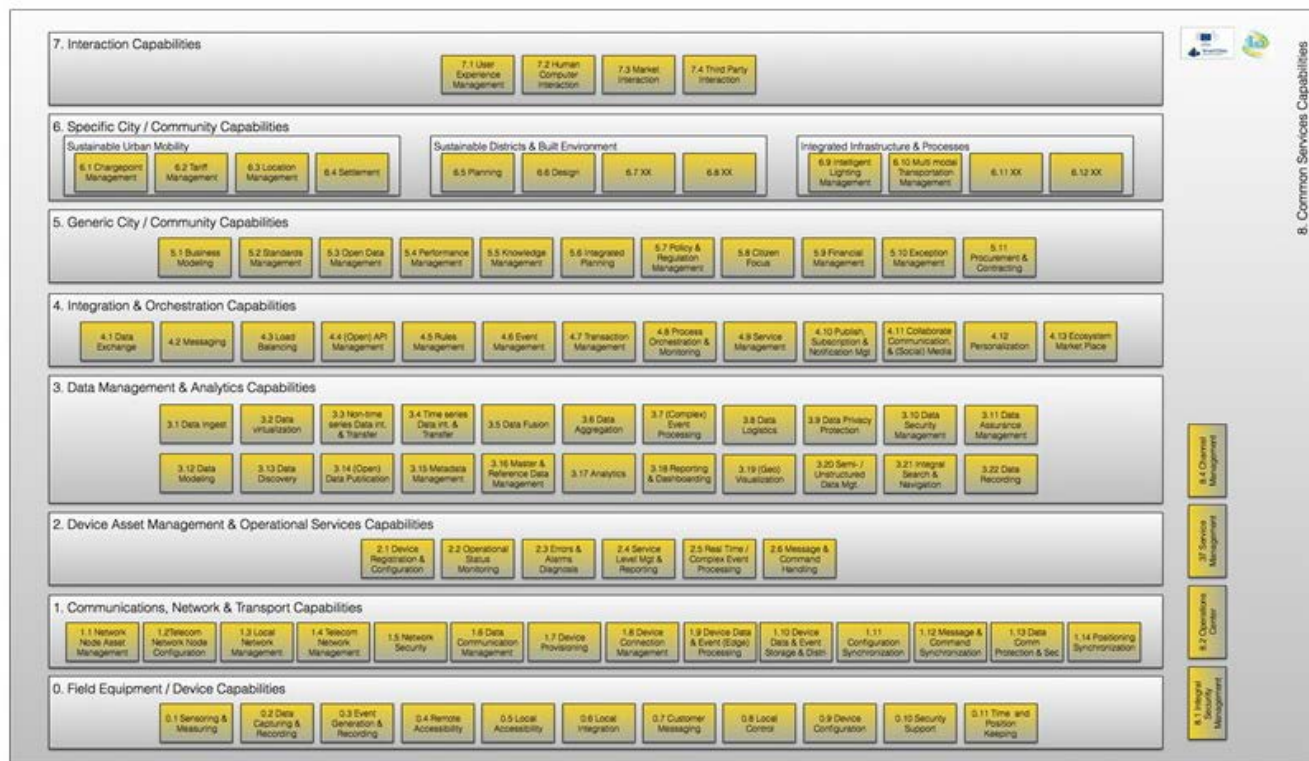 7. Interaction Capabilities
7.1 User
Experience
Management
7.2 Human
Computer
Interaction
7.3 Market
Interaction
7.4 Third Party
Interaction
6. Specific City / Community Capabilities
Sustainable Urban Mobility
6.1 Chargepoint
Management
6.2 Tariff
Management
6.3 Location
Management
6.4 Settlement
Sustainable Districts & Built Environment
6.5 Planning
6.6 Design
6.7 XX
6.8 XX
Integrated Infrastructure & Processes
6.9 Intelligent
Lighting
Management
6.10 Multi modal
Transportation
Management
6.11 XX
6.12 XX
5. Generic City / Community Capabilities
5.1 Business
Modeling
5.2 Standards
Management
5.3 Open Data
Management
5.4 Performance
Management
5.5 Knowledge
Management
5.6 Integrated
Planning
5.7 Policy &
Regulation
Management
5.8 Citizen
Focus
5.9 Financial
Management
5.10 Exception
Management
5.11
Procurement &
Contracting
4. Integration & Orchestration Capabilities
4.1 Data
Exchange
4.2 Messaging
4.3 Load
Balancing
4.4 (Open) API
Management
4.5 Rules
Management
4.6 Event
Management
4.7 Transaction
Management
4.8 Process
Orchestration &
Monitoring
4.9 Service
Management
4.10 Publish,
Subscription &
Notification Mgt
4.11 Collaborate
Communication,
& (Social) Media
4.12
Personalization
4.13 Ecosystem
Market Place
3. Data Management & Analytics Capabilities
3.1 Data Ingest
3.2 Data
virtualization
3.3 Non-time
series Data int.
& Transfer
3.4 Time series
Data int. &
Transfer
3.5 Data Fusion
3.6 Data
Aggregation
3.7 (Complex)
Event
Processing
3.8 Data
Logistics
3.9 Data Privacy
Protection
3.10 Data
Security
Management
3.11 Data
Assurance
Management
3.12 Data
Modeling
3.13 Data
Discovery
3.14 (Open)
Data Publication
3.15 Metadata
Management
3.16 Master &
Reference Data
Management
3.17 Analytics
3.18 Reporting
& Dashboarding
3.19 (Geo)
Visualization
3.20 Semi- /
Unstructured
Data Mgt.
3.21 Integral
Search &
Navigation
3.22 Data
Recording
2. Device Asset Management & Operational Services Capabilities
2.1 Device
Registration &
Configuration
2.2 Operational
Status
Monitoring
2.3 Errors &
Alarms
Diagnosis
2.4 Service
Level Mgt &
Reporting
2.5 Real Time /
Complex Event
Processing
2.6 Message &
Command
Handling
1. Communications, Network & Transport Capabilities
1.1 Network
Node Asset
Management
1.2Telecom
Network Node
Configuration
1.3 Local
Network
Management
1.4 Telecom
Network
Management
1.5 Network
Security
1.6 Data
Communication
Management
1.7 Device
Provisioning
1.8 Device
Connection
Management
1.9 Device Data
& Event (Edge)
Processing
1.10 Device
Data & Event
Storage & Distri
1.11
Configuration
Synchronization
1.12 Message &
Command
Synchronization
1.13 Data
Comm
Protection & Sec
1.14 Positioning
Synchronization
0. Field Equipment / Device Capabilities
0.1 Sensoring &
Measuring
0.2 Data
Capturing &
Recording
0.3 Event
Generation &
Recording
0.4 Remote
Accessibility
0.5 Local
Accessibility
0.6 Local
Integration
0.7 Customer
Messaging
0.8 Local
Control
0.9 Device
Configuration
0.10 Security
Support
0.11 Time and
Position
Keeping
8. Common Services Capabilities
8.4 Channel
Management
37 Service
Management
8.2 Operations
Center
8.1 Integral
Security
Management